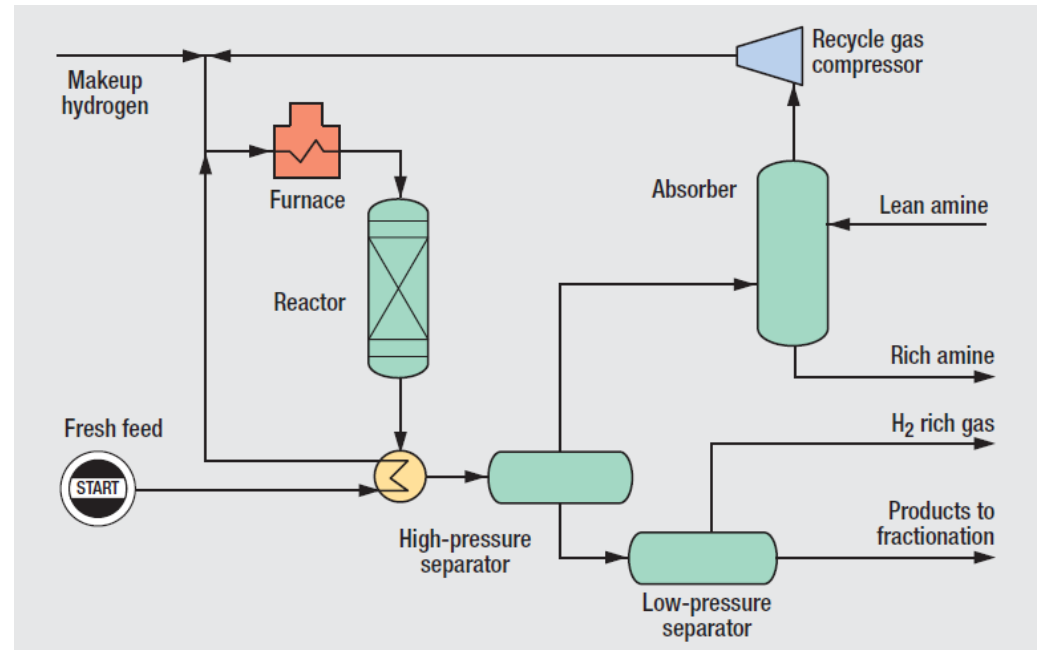 Recycle gas
compressor
Makeup
hydrogen
Furnace
Absorber
Lean amine
Reactor
Rich amine
Fresh feed
H₂ rich gas
START
Products to
fractionation
High-pressure
separator
Low-pressure
separator